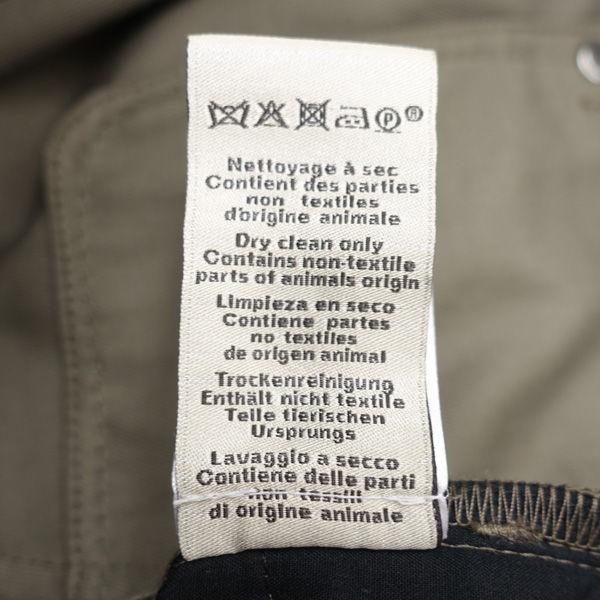 P ®
Nettoyage à sec
Contient des parties
non textiles
d'origine animale
Dry clean only
Contains non-textile
parts of animals origin
Limpieza en seco
Contiene partes
no textiles
de origen animal
Trockenreinigung
Enthält nicht textile
Teile tierischen
Ursprungs
Lavaggio a secco
Contiene delle parti
non tessili
di origine animale